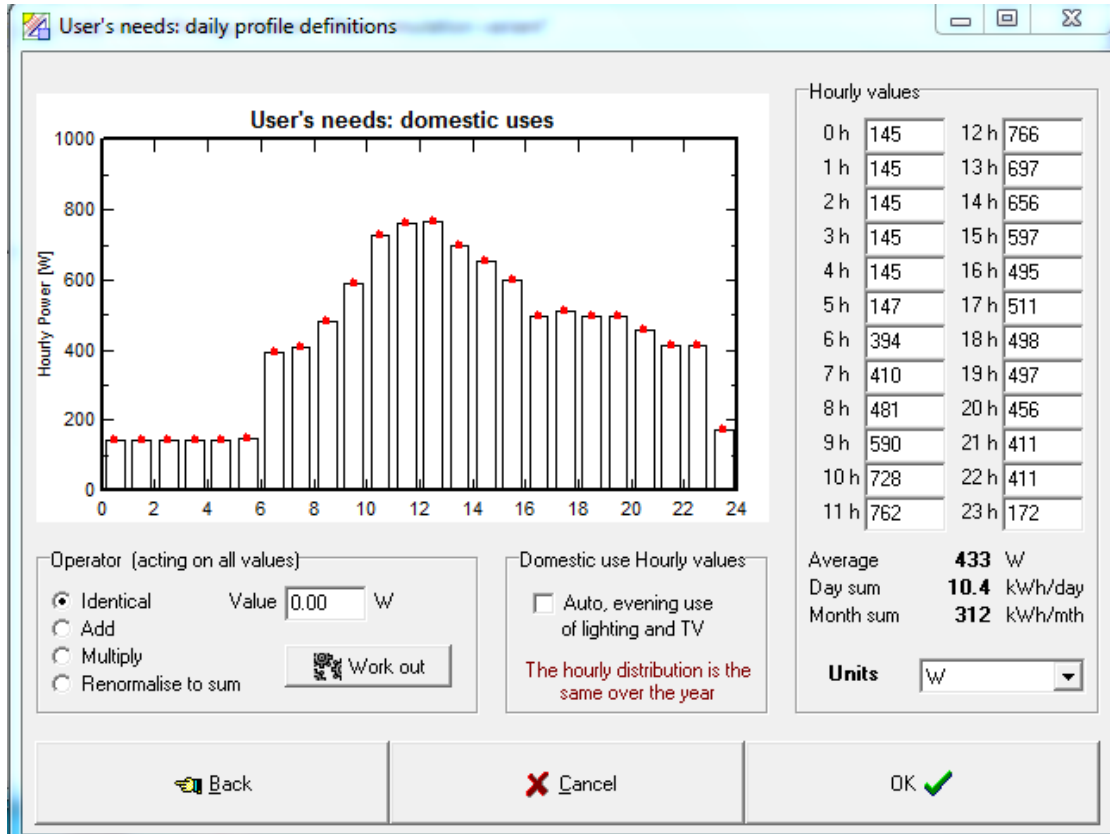 User's needs: daily profile definitions
User's needs: domestic uses
Hourly Power [W]
1000
800
600
400
200
0
0 2 4 6 8 10 12 14 16 18 20 22 24
Hourly values
0 h 145 12 h 766
1 h 145 13 h 697
2 h 145 14 h 656
3 h 145 15 h 597
4 h 145 16 h 495
5 h 147 17 h 511
6 h 394 18 h 498
7 h 410 19 h 497
8 h 481 20 h 456
9 h 590 21 h 411
10 h 728 22 h 411
11 h 762 23 h 172
Average 433 W
Day sum 10.4 kWh/day
Month sum 312 kWh/mth
Units W
Operator (acting on all values)
Identical Value 0.00 W
Add
Multiply
Renormalise to sum
Work out
Domestic use Hourly values
Auto, evening use
of lighting and TV
The hourly distribution is the
same over the year
Back
Cancel
OK